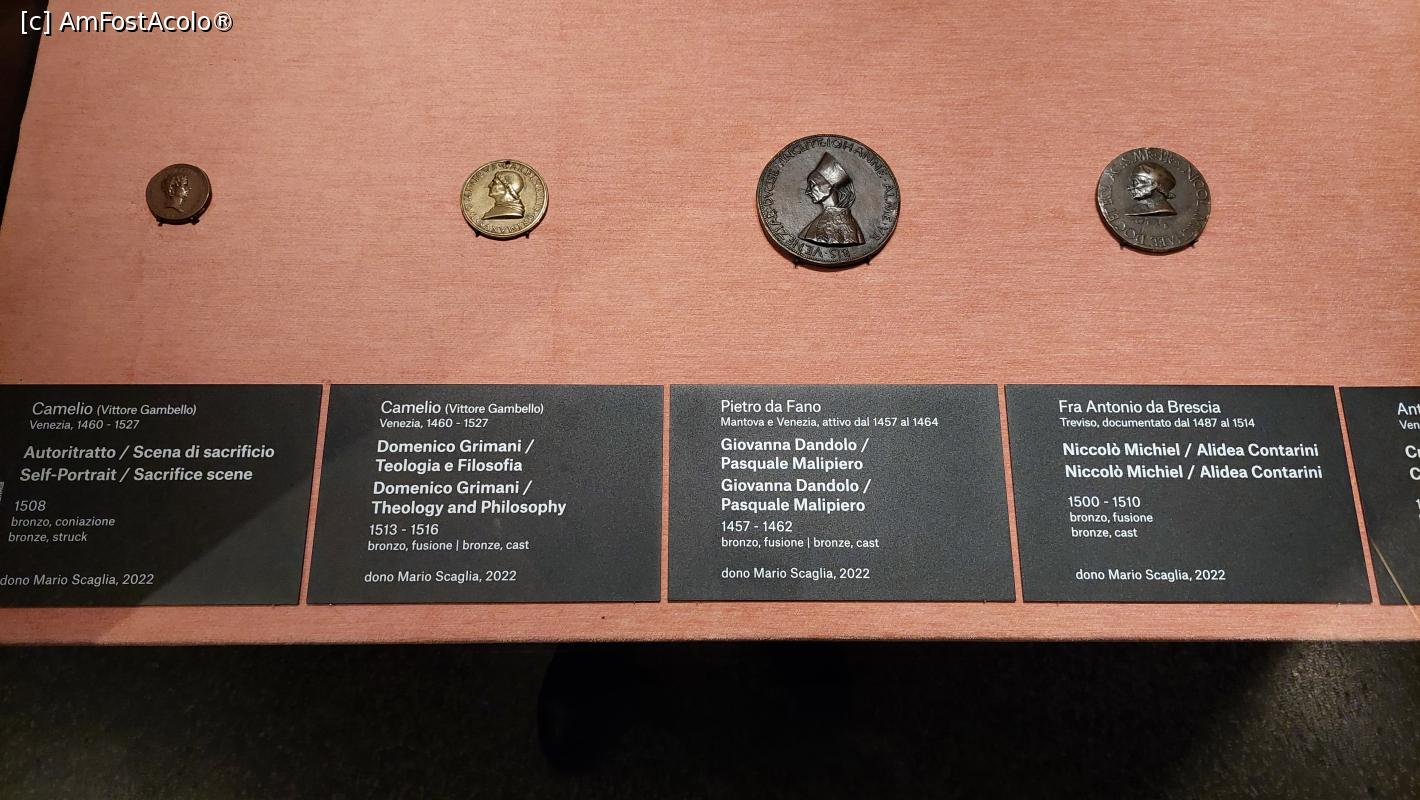 [c] AmFostAcolo®
Camelio (Vittore Gambello)
Venezia, 1460 - 1527
Autoritratto / Scena di sacrificio
Self-Portrait / Sacrifice scene
1508
bronzo, coniazione
bronze, struck
dono Mario Scaglia, 2022
Camelio (Vittore Gambello)
Venezia, 1460 - 1527
Domenico Grimani /
Teologia e Filosofia
Domenico Grimani /
Theology and Philosophy
1513 - 1516
bronzo, fusione | bronze, cast
dono Mario Scaglia, 2022
Pietro da Fano
Mantova e Venezia, attivo dal 1457 al 1464
Giovanna Dandolo /
Pasquale Malipiero
Giovanna Dandolo /
Pasquale Malipiero
1457 - 1462
bronzo, fusione | bronze, cast
dono Mario Scaglia, 2022
Fra Antonio da Brescia
Treviso, documentato dal 1487 al 1514
Niccolò Michiel / Alidea Contarini
Niccolò Michiel / Alidea Contarini
1500 - 1510
bronzo, fusione
bronze, cast
dono Mario Scaglia, 2022